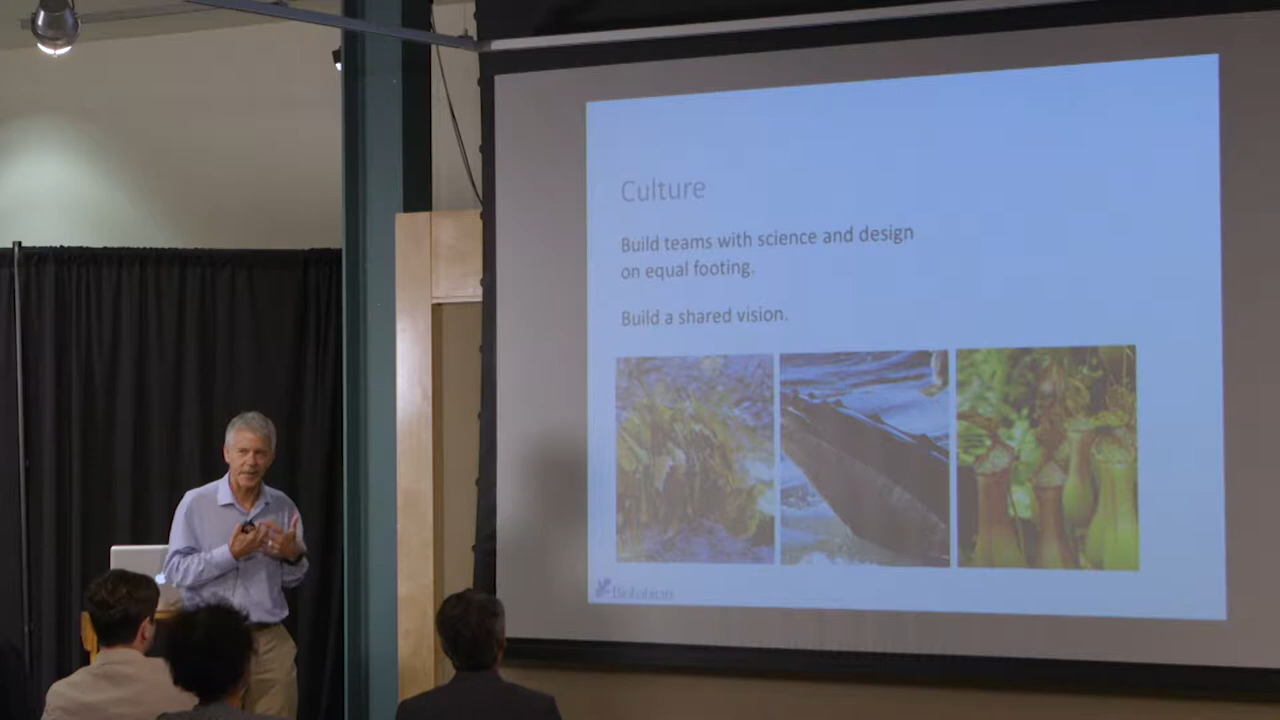 Culture
Build teams with science and design
on equal footing.
Build a shared vision.